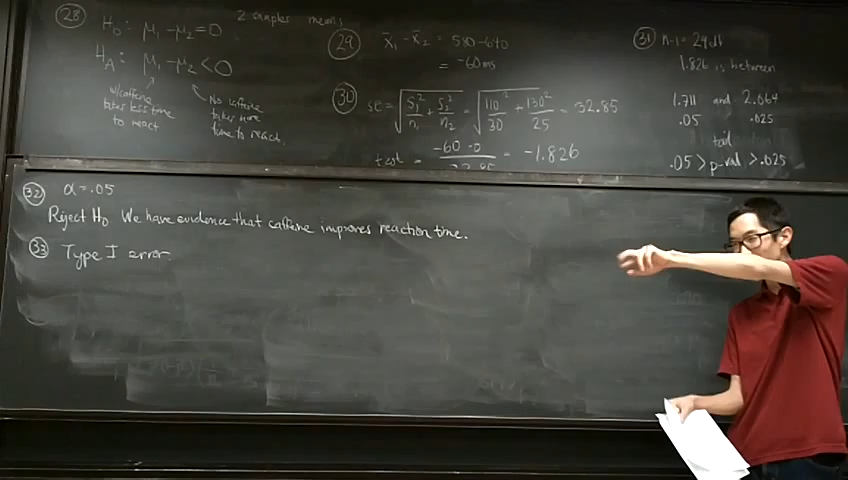 28 H₀: μ₁ - μ₂ = 0 2 samples means
H_A: μ₁ - μ₂ < 0
w/caffeine takes less time to react
No caffeine takes more time to react.
29 x̄₁ - x̄₂ = 580 - 640
= -60ms
30 SE = √(s₁²/n₁ + s₂²/n₂) = √(110²/30 + 130²/25) = 32.85
test = (-60 - 0)/32.85 = -1.826
31 n-1 = 24 df
1.826 is between
1.711 and 2.064
.05 .025
tail
.05 > p-val > .025
32 α = .05
Reject H₀ We have evidence that caffeine improves reaction time.
33 Type I error